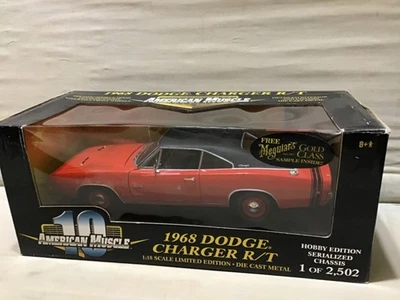 1968 DODGE CHARGER R/T
AMERICAN MUSCLE
FREE
Meguiar's GOLD
CLASS
SAMPLE INSIDE!
8+
10
AMERICAN MUSCLE
1968 DODGE
CHARGER R/T
1:18 SCALE LIMITED EDITION • DIE CAST METAL
HOBBY EDITION
SERIALIZED
CHASSIS
1 OF 2,502